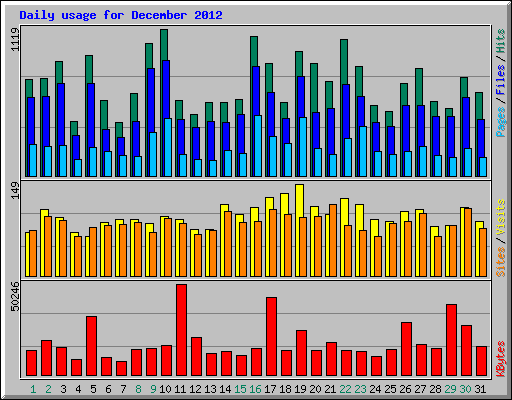 Daily usage for December 2012
1119
149
50246
Pages / Files / Hits
Sites / Visits
KBytes
1 2 3 4 5 6 7 8 9 10 11 12 13 14 15 16 17 18 19 20 21 22 23 24 25 26 27 28 29 30 31